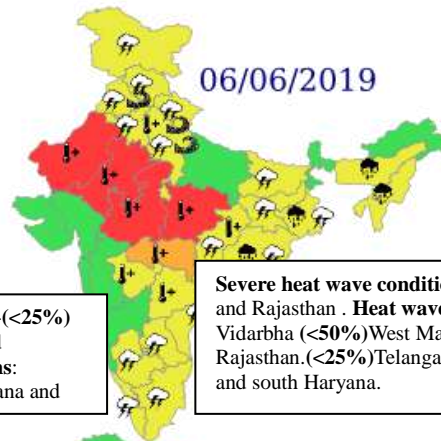 06/06/2019
(<25%)
:
ana and
Severe heat wave conditio
and Rajasthan . Heat wave
Vidarbha (<50%)West Ma
Rajasthan.(<25%)Telanga
and south Haryana.